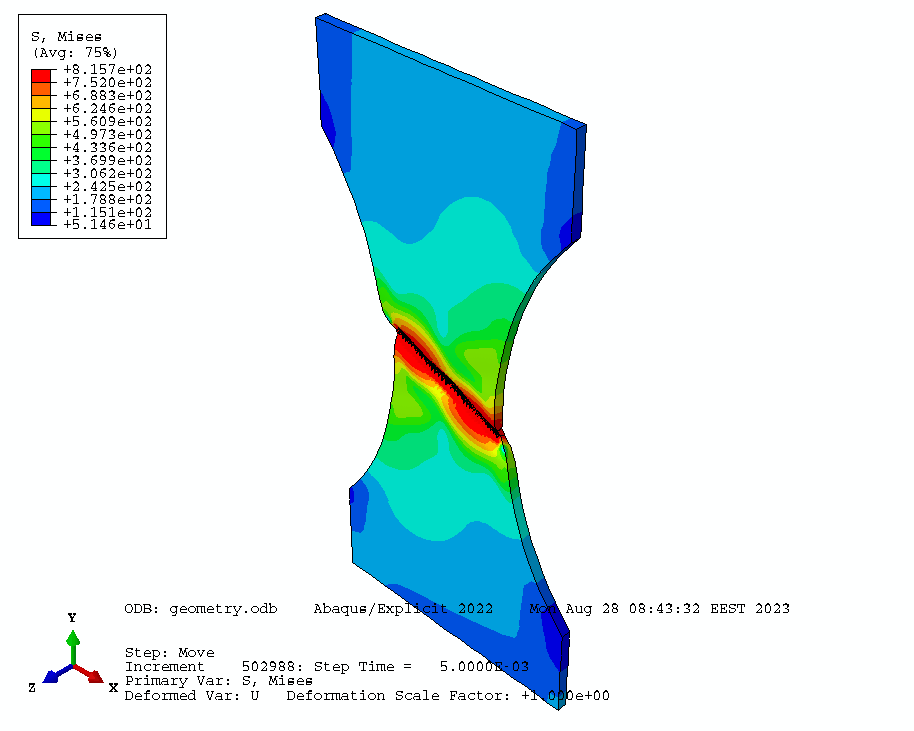 S, Mises
(Avg: 75%)
+8.157e+02
+7.520e+02
+6.883e+02
+6.246e+02
+5.609e+02
+4.973e+02
+4.336e+02
+3.699e+02
+3.062e+02
+2.425e+02
+1.788e+02
+1.151e+02
+5.146e+01
ODB: geometry.odb Abaqus/Explicit 2022 Mon Aug 28 08:43:32 EEST 2023
Y
Z
X
Step: Move
Increment 502988: Step Time = 5.0000E-03
Primary Var: S, Mises
Deformed Var: U Deformation Scale Factor: +1.000e+00